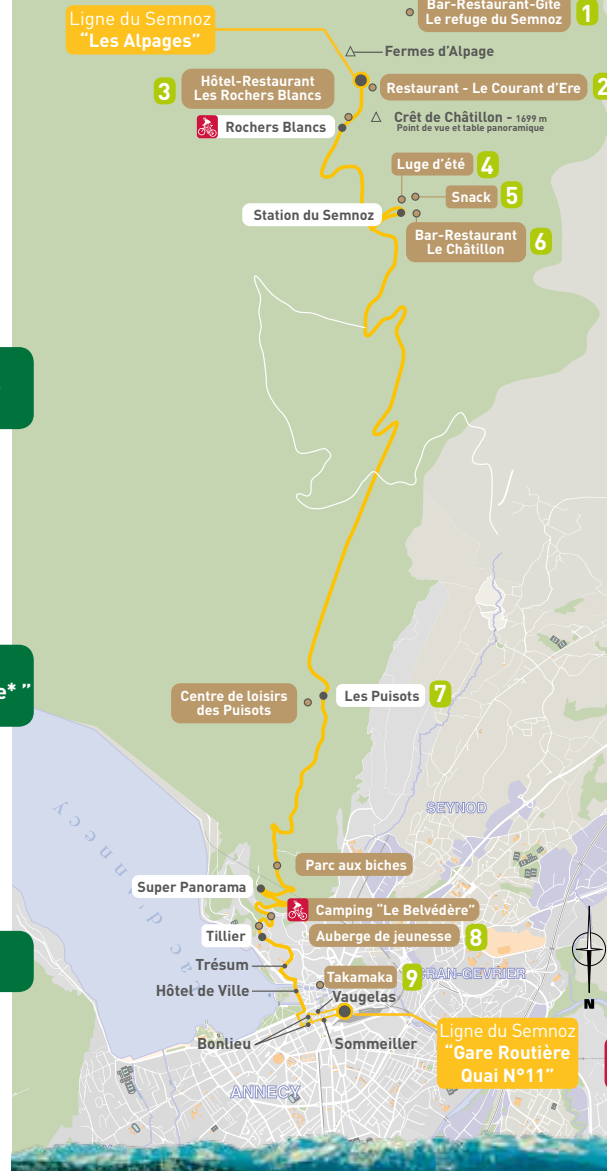 Bar-Restaurant-Gîte
Le refuge du Semnoz
1
Ligne du Semnoz
“Les Alpages”
Fermes d’Alpage
3
Hôtel-Restaurant
Les Rochers Blancs
Restaurant - Le Courant d’Ere
2
Crêt de Châtillon - 1699 m
Point de vue et table panoramique
Rochers Blancs
Luge d’été
4
Snack
5
Station du Semnoz
Bar-Restaurant
Le Châtillon
6
e* ”
Centre de loisirs
des Puisots
Les Puisots
7
SEYNOD
d'Annecy
Parc aux biches
Super Panorama
Camping “Le Belvédère”
Tillier
Auberge de jeunesse
8
Trésum
Takamaka
9
RAN-GEVRIER
Hôtel de Ville
Vaugelas
N
Bonlieu
Sommeiller
Ligne du Semnoz
“Gare Routière
Quai N°11”
ANNECY